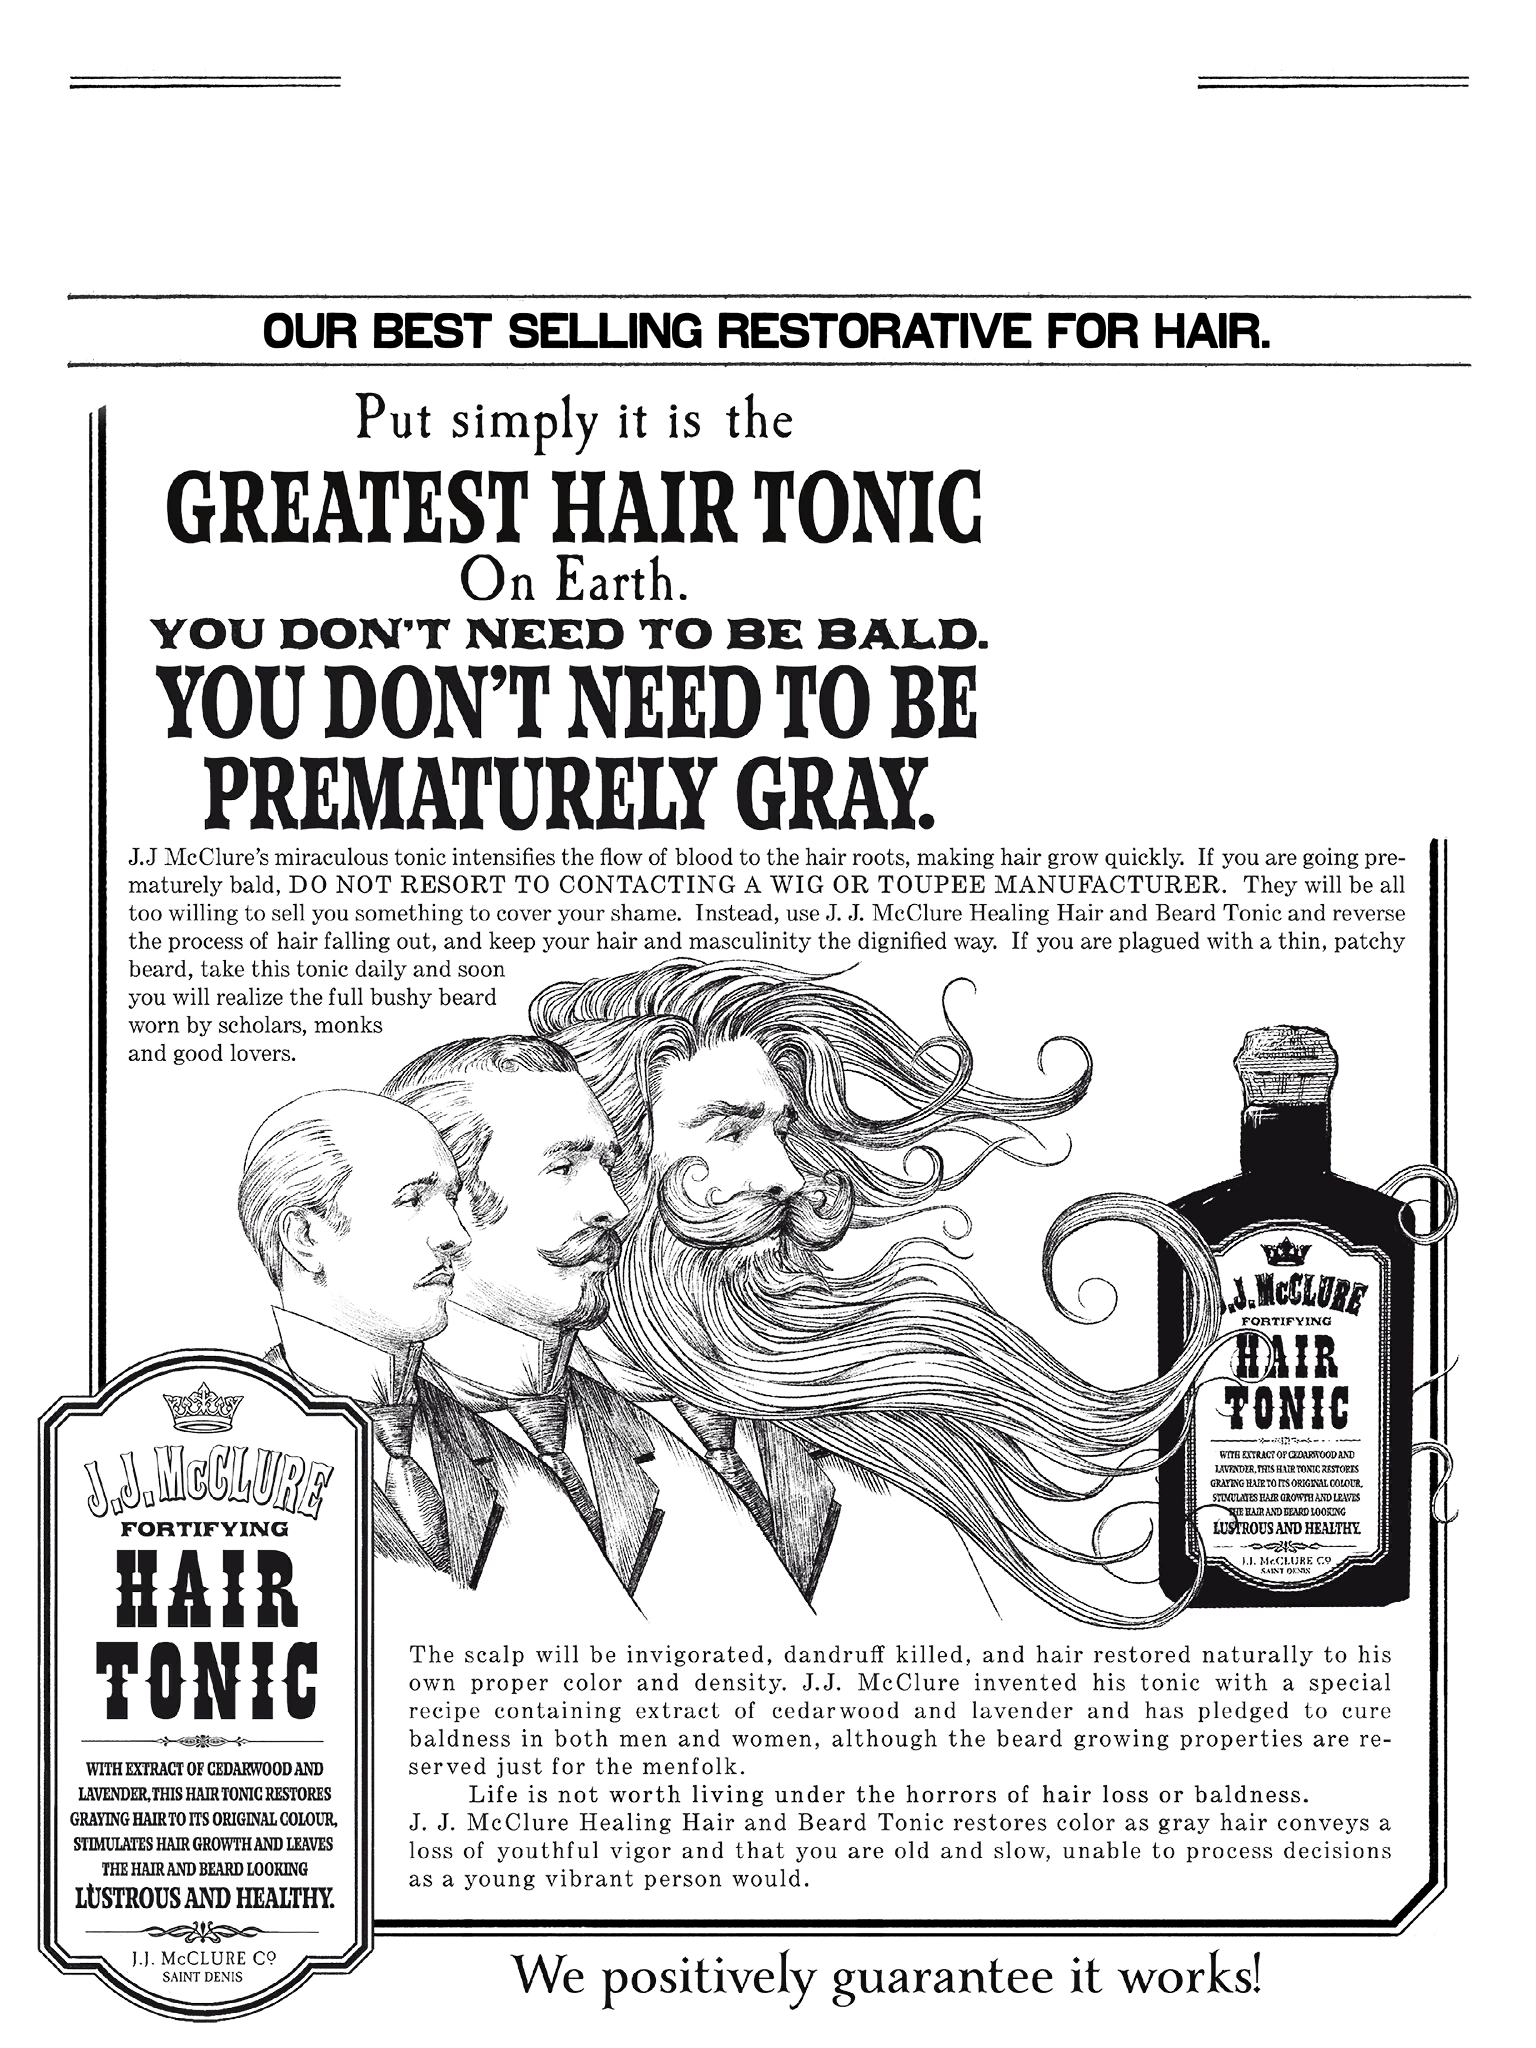 OUR BEST SELLING RESTORATIVE FOR HAIR.
Put simply it is the
GREATEST HAIR TONIC
On Earth.
YOU DON'T NEED TO BE BALD.
YOU DON'T NEED TO BE
PREMATURELY GRAY.
J.J McClure's miraculous tonic intensifies the flow of blood to the hair roots, making hair grow quickly. If you are going pre-
maturely bald, DO NOT RESORT TO CONTACTING A WIG OR TOUPEE MANUFACTURER. They will be all
too willing to sell you something to cover your shame. Instead, use J. J. McClure Healing Hair and Beard Tonic and reverse
the process of hair falling out, and keep your hair and masculinity the dignified way. If you are plagued with a thin, patchy
beard, take this tonic daily and soon
you will realize the full bushy beard
worn by scholars, monks
and good lovers.
J.J. McCLURE
FORTIFYING
HAIR
TONIC
WITH EXTRACT OF CEDARWOOD AND
LAVENDER, THIS HAIR TONIC RESTORES
GRAYING HAIR TO ITS ORIGINAL COLOUR,
STIMULATES HAIR GROWTH AND LEAVES
THE HAIR AND BEARD LOOKING
LUSTROUS AND HEALTHY.
J.J. McCLURE Co
SAINT DENIS
J.J. McCLURE
FORTIFYING
HAIR
TONIC
WITH EXTRACT OF CEDARWOOD AND
LAVENDER, THIS HAIR TONIC RESTORES
GRAYING HAIR TO ITS ORIGINAL COLOUR,
STIMULATES HAIR GROWTH AND LEAVES
THE HAIR AND BEARD LOOKING
LUSTROUS AND HEALTHY.
J.J. McCLURE Co
SAINT DENIS
The scalp will be invigorated, dandruff killed, and hair restored naturally to his
own proper color and density. J.J. McClure invented his tonic with a special
recipe containing extract of cedarwood and lavender and has pledged to cure
baldness in both men and women, although the beard growing properties are re-
served just for the menfolk.
Life is not worth living under the horrors of hair loss or baldness.
J. J. McClure Healing Hair and Beard Tonic restores color as gray hair conveys a
loss of youthful vigor and that you are old and slow, unable to process decisions
as a young vibrant person would.
We positively guarantee it works!